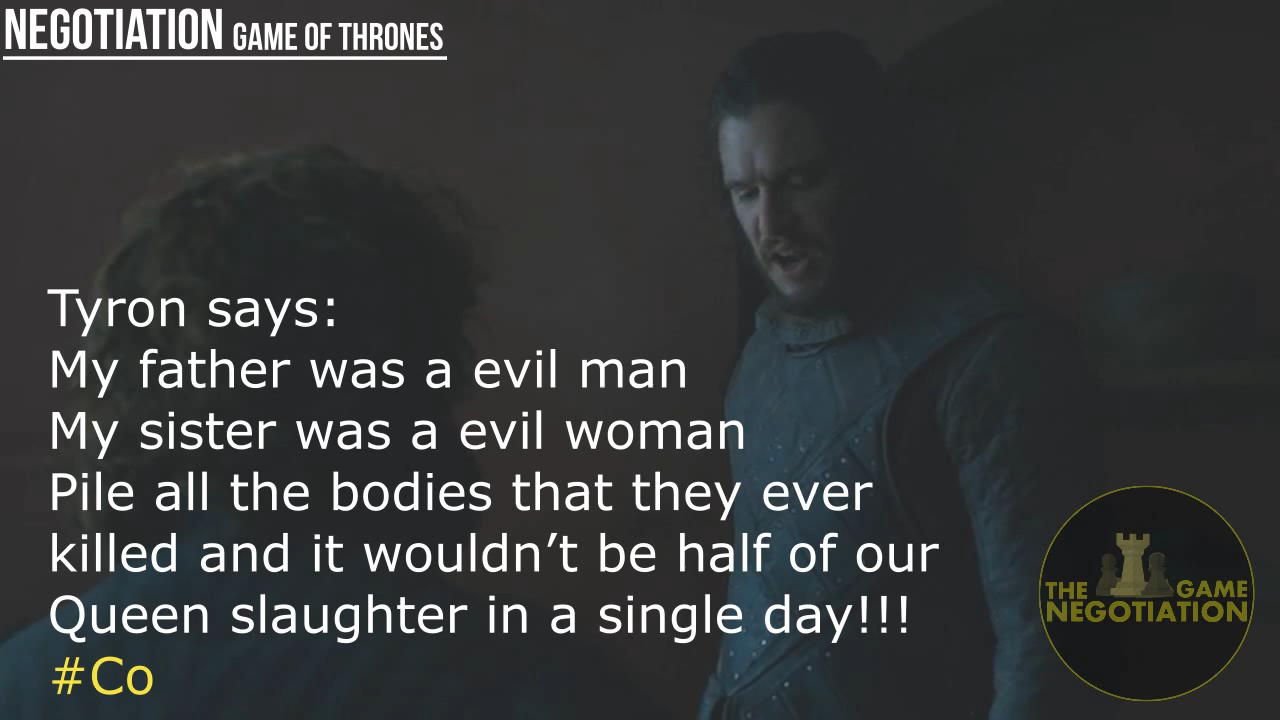 NEGOTIATION GAME OF THRONES
Tyron says:
My father was a evil man
My sister was a evil woman
Pile all the bodies that they ever
killed and it wouldn’t be half of our
Queen slaughter in a single day!!!
#Co
THE GAME
NEGOTIATION